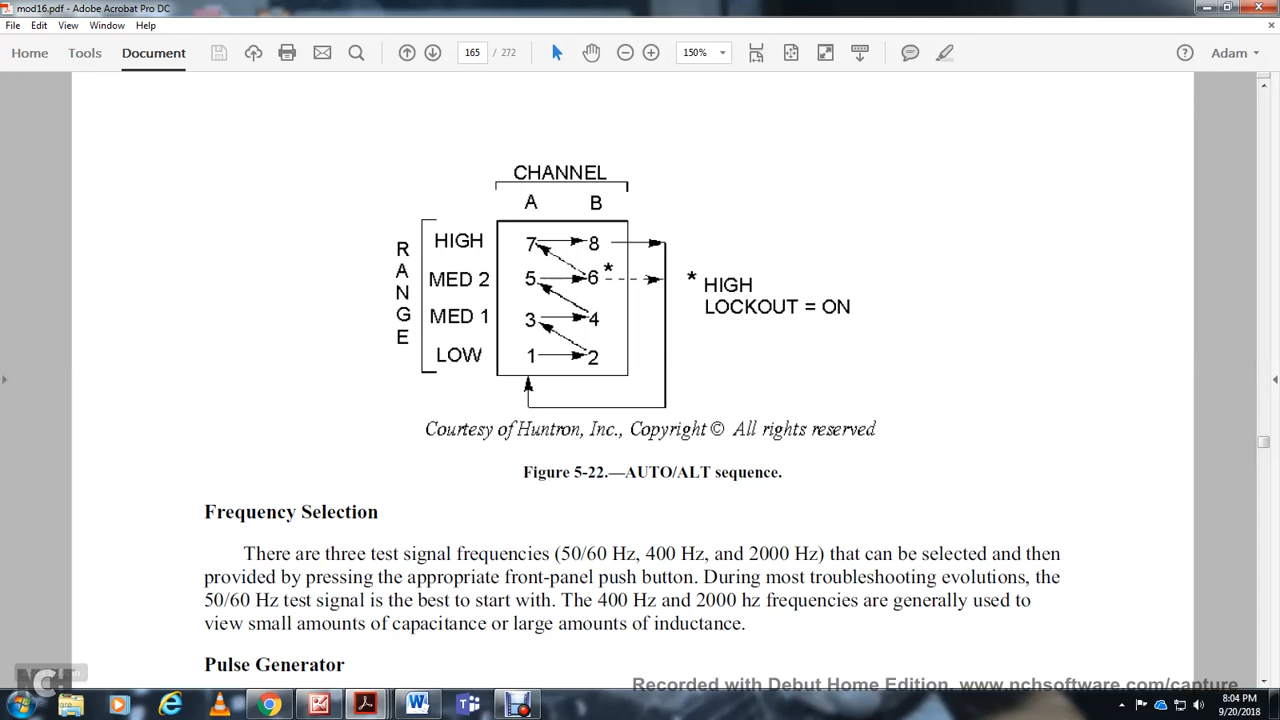 mod16.pdf - Adobe Acrobat Pro DC
File Edit View Window Help
Home Tools Document 165 / 272 150% Adam
CHANNEL
A B
RANGE
HIGH 7 8
MED 2 5 6 *
MED 1 3 4
LOW 1 2
* HIGH
LOCKOUT = ON
Courtesy of Huntron, Inc., Copyright © All rights reserved
Figure 5-22.—AUTO/ALT sequence.
Frequency Selection
There are three test signal frequencies (50/60 Hz, 400 Hz, and 2000 Hz) that can be selected and then
provided by pressing the appropriate front-panel push button. During most troubleshooting evolutions, the
50/60 Hz test signal is the best to start with. The 400 Hz and 2000 hz frequencies are generally used to
view small amounts of capacitance or large amounts of inductance.
Pulse Generator
NCH
Recorded with Debut Home Edition. www.nchsoftware.com/capture
8:04 PM
9/20/2018